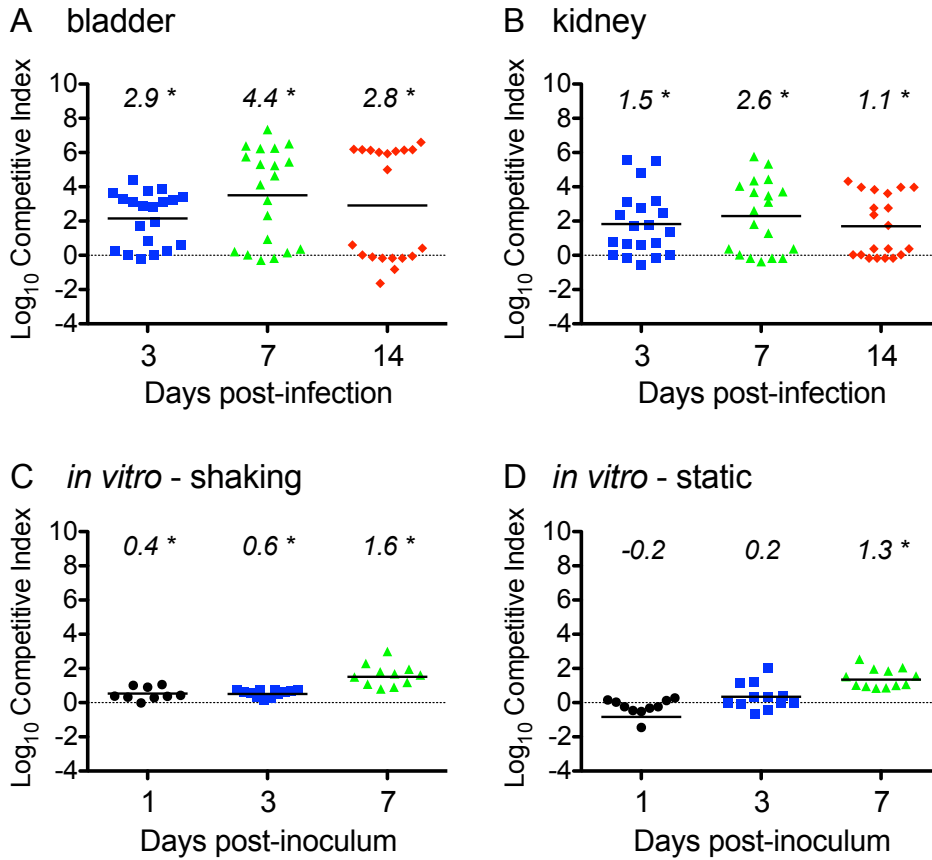 A bladder
Log10 Competitive Index
10
8
6
4
2
0
-2
-4
2.9 * 4.4 * 2.8 *
3 7 14
Days post-infection
B kidney
Log10 Competitive Index
10
8
6
4
2
0
-2
-4
1.5 * 2.6 * 1.1 *
3 7 14
Days post-infection
C in vitro - shaking
Log10 Competitive Index
10
8
6
4
2
0
-2
-4
0.4 * 0.6 * 1.6 *
1 3 7
Days post-inoculum
D in vitro - static
Log10 Competitive Index
10
8
6
4
2
0
-2
-4
-0.2 0.2 1.3 *
1 3 7
Days post-inoculum